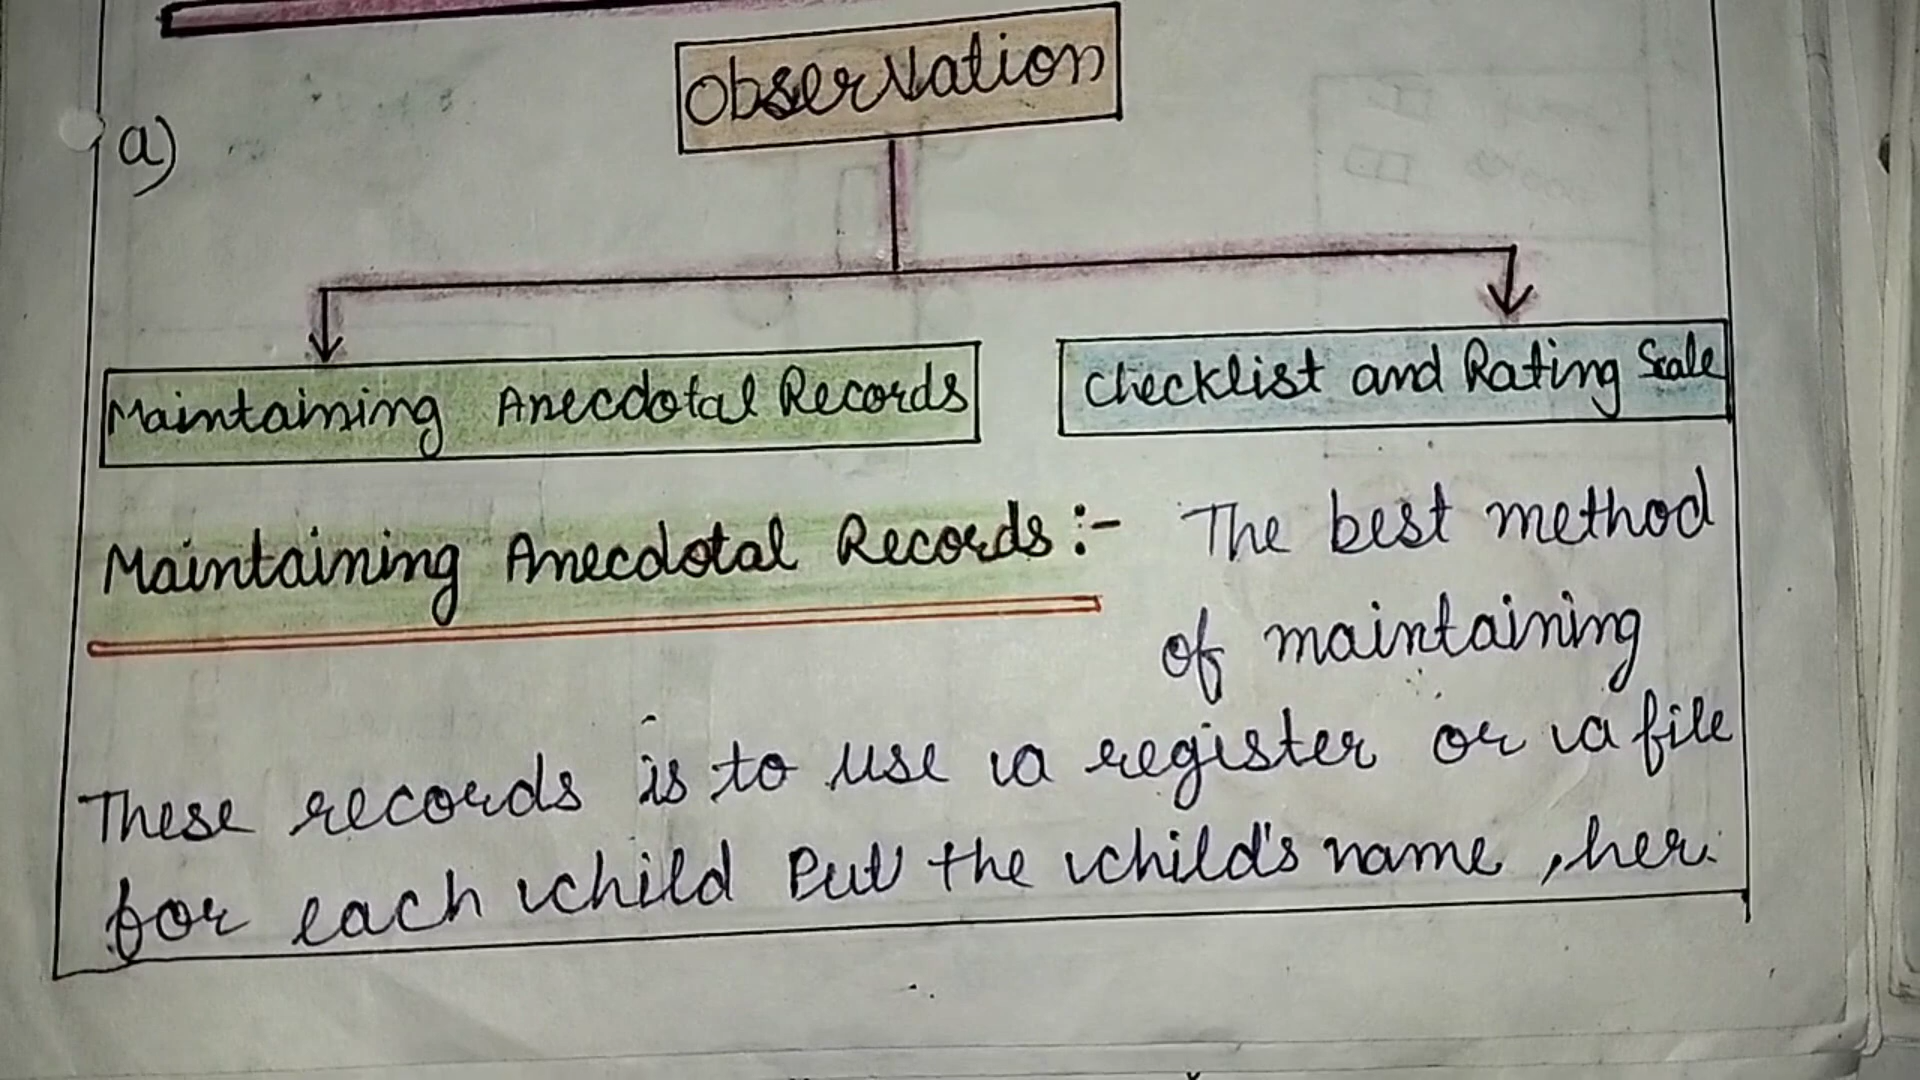 Observation
a)
Maintaining Anecdotal Records
Checklist and Rating Scale
Maintaining Anecdotal Records :- The best method
of maintaining
These records is to use a register or a file
for each child Put the child's name, her